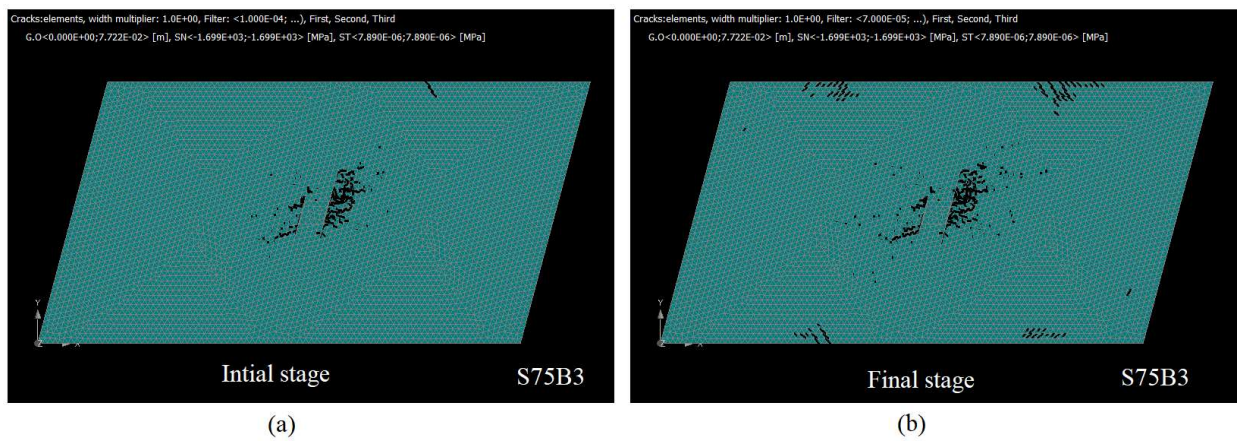 Cracks:elements, width multiplier: 1.0E+00, Filter: <1.000E-04; ...), First, Second, Third
G.O<0.000E+00;7.722E-02> [m], SN<-1.699E+03;-1.699E+03> [MPa], ST<7.890E-06;7.890E-06> [MPa]
Y
Z
X
Intial stage
S75B3
(a)
Cracks:elements, width multiplier: 1.0E+00, Filter: <7.000E-05; ...), First, Second, Third
G.O<0.000E+00;7.722E-02> [m], SN<-1.699E+03;-1.699E+03> [MPa], ST<7.890E-06;7.890E-06> [MPa]
Y
Z
X
Final stage
S75B3
(b)